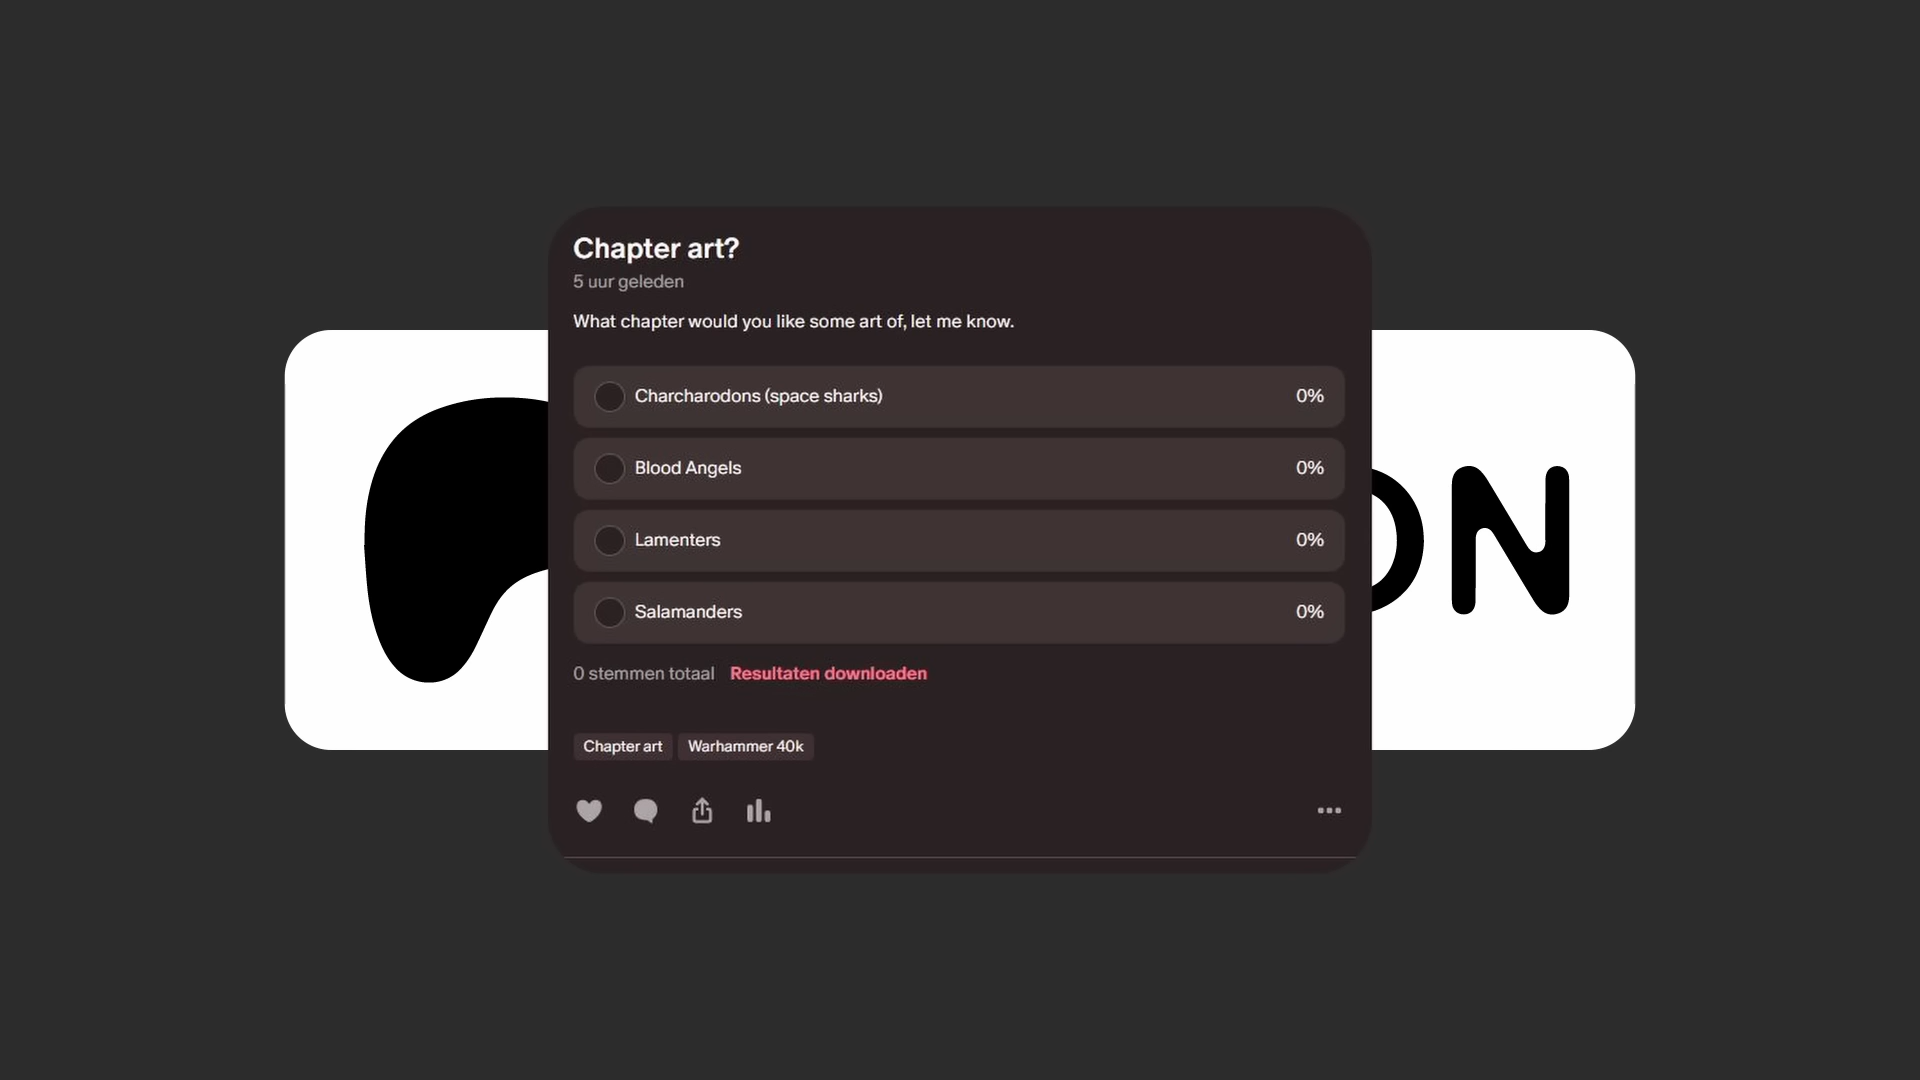 Chapter art?
5 uur geleden
What chapter would you like some art of, let me know.
Charcharodons (space sharks) 0%
Blood Angels 0%
Lamenters 0%
Salamanders 0%
0 stemmen totaal Resultaten downloaden
Chapter art Warhammer 40k
ON